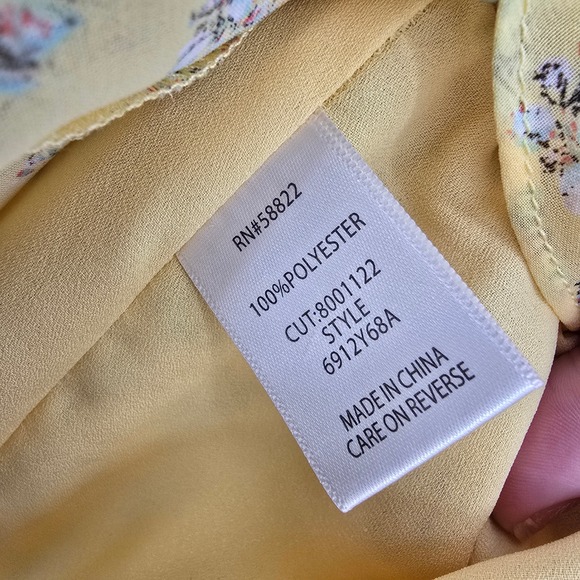 RN#58822
100%POLYESTER
CUT:8001122
STYLE
6912Y68A
MADE IN CHINA
CARE ON REVERSE